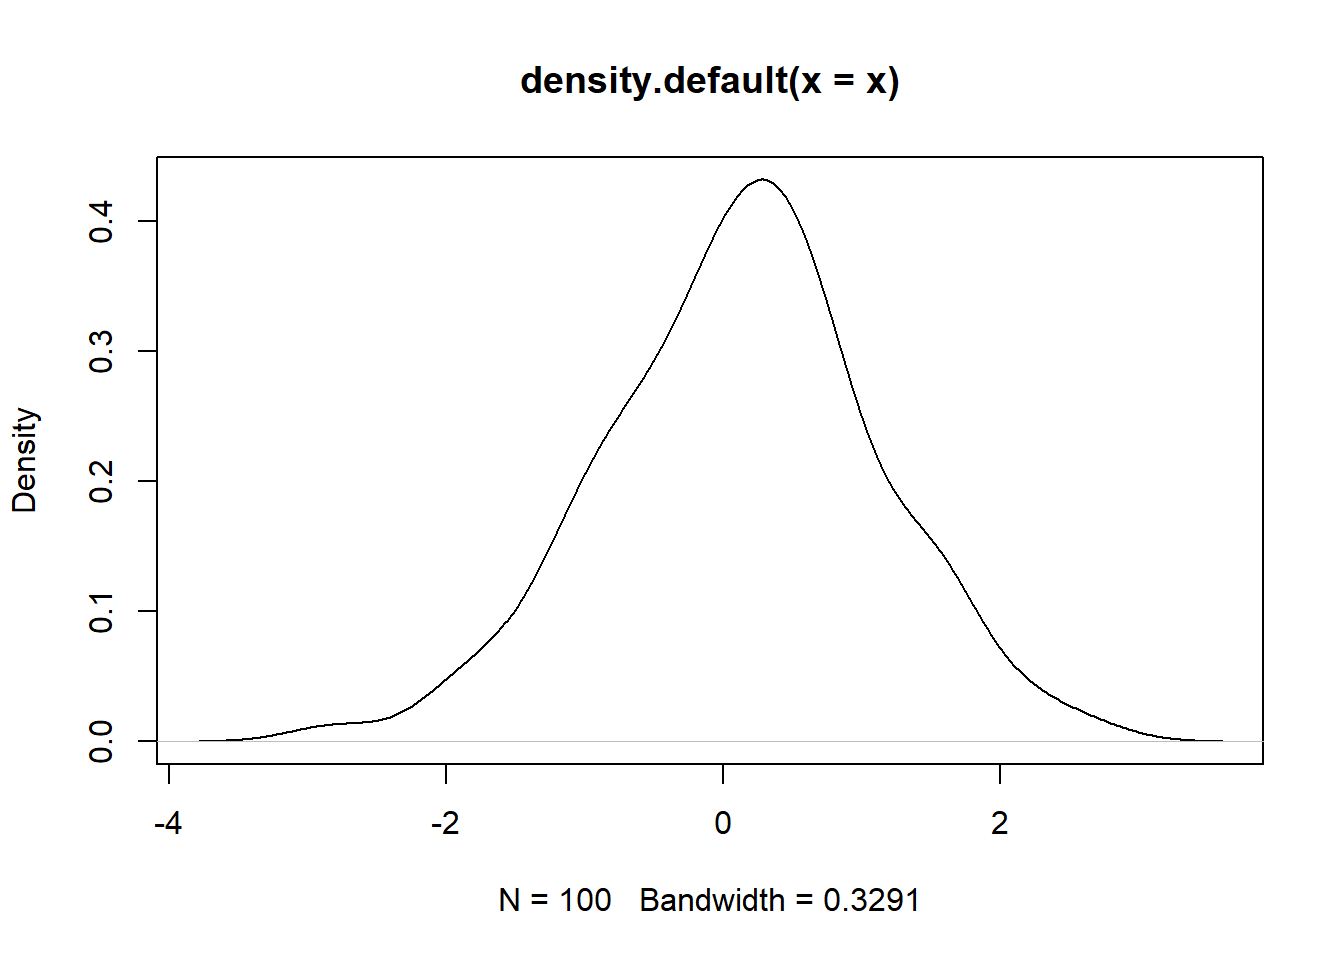 density.default(x = x)
Density
0.4
0.3
0.2
0.1
0.0
-4 -2 0 2
N = 100 Bandwidth = 0.3291